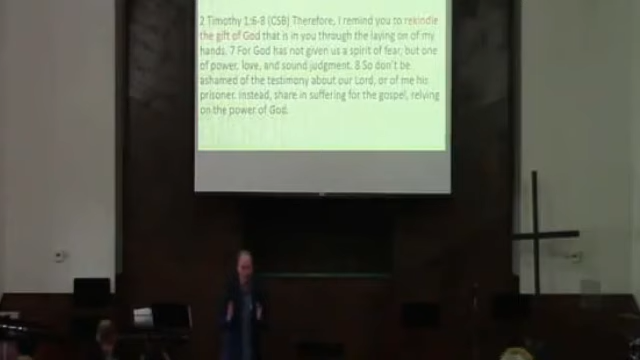 2 Timothy 1:6-8 (CSB) Therefore, I remind you to rekindle
the gift of God that is in you through the laying on of my
hands. 7 For God has not given us a spirit of fear, but one
of power, love, and sound judgment. 8 So don't be
ashamed of the testimony about our Lord, or of me his
prisoner. Instead, share in suffering for the gospel, relying
on the power of God.